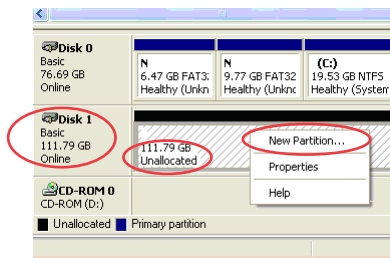 Disk 0
Basic
76.69 GB
Online
N
6.47 GB FAT3:
Healthy (Unkn
N
9.77 GB FAT32
Healthy (Unknc
(C:)
19.53 GB NTFS
Healthy (System
Disk 1
Basic
111.79 GB
Online
111.79 GB
Unallocated
New Partition...
Properties
Help
CD-ROM 0
CD-ROM (D:)
Unallocated
Primary partition